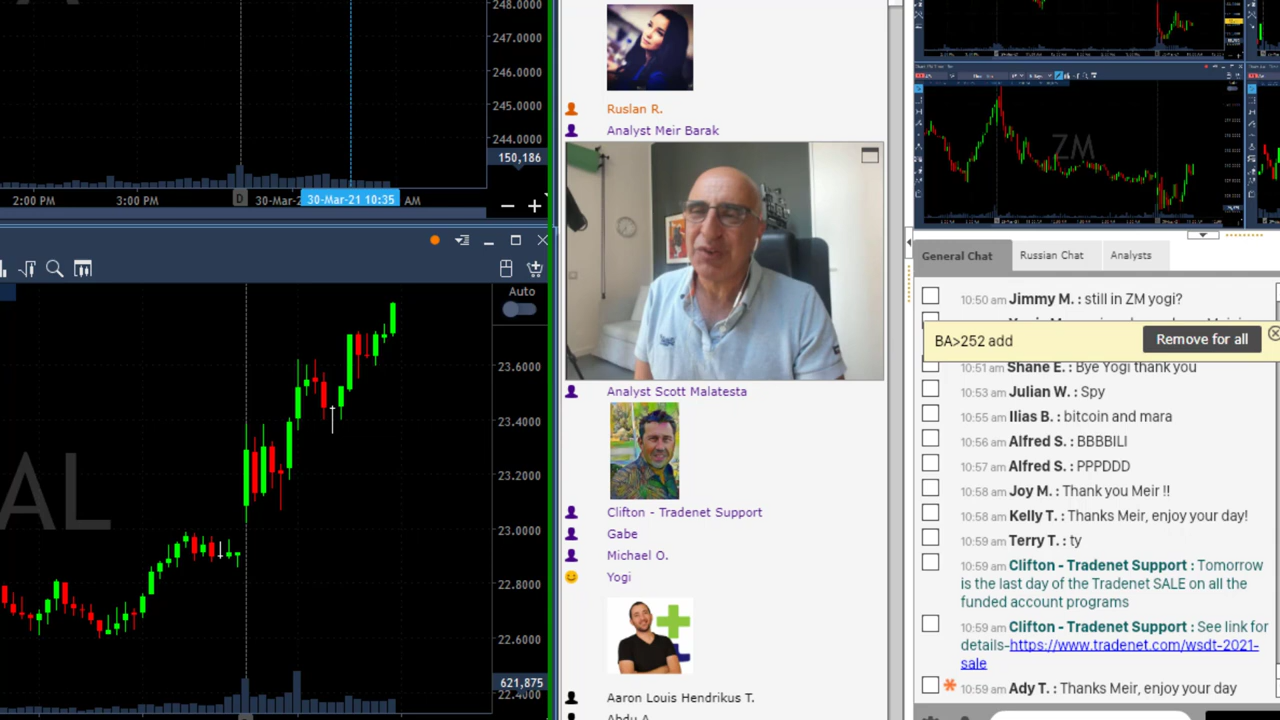 248.0000
247.0000
246.0000
245.0000
244.0000
150,186
2:00 PM
3:00 PM
D
30-Mar-2
30-Mar-21 10:35
AM
Auto
23.6000
23.4000
23.2000
23.0000
22.8000
22.6000
621,875
22.4000
AL
Ruslan R.
Analyst Meir Barak
Analyst Scott Malatesta
Clifton - Tradenet Support
Gabe
Michael O.
Yogi
Aaron Louis Hendrikus T.
Abdu A.
ZM
General Chat
Russian Chat
Analysts
10:50 am Jimmy M. : still in ZM yogi?
BA>252 add
Remove for all
10:51 am Shane E. : Bye Yogi thank you
10:53 am Julian W. : Spy
10:55 am Ilias B. : bitcoin and mara
10:56 am Alfred S. : BBBBILI
10:57 am Alfred S. : PPPDDD
10:58 am Joy M. : Thank you Meir !!
10:58 am Kelly T. : Thanks Meir, enjoy your day!
10:59 am Terry T. : ty
10:59 am Clifton - Tradenet Support : Tomorrow
is the last day of the Tradenet SALE on all the
funded account programs
10:59 am Clifton - Tradenet Support : See link for
details-https://www.tradenet.com/wsdt-2021-
sale
10:59 am Ady T. : Thanks Meir, enjoy your day